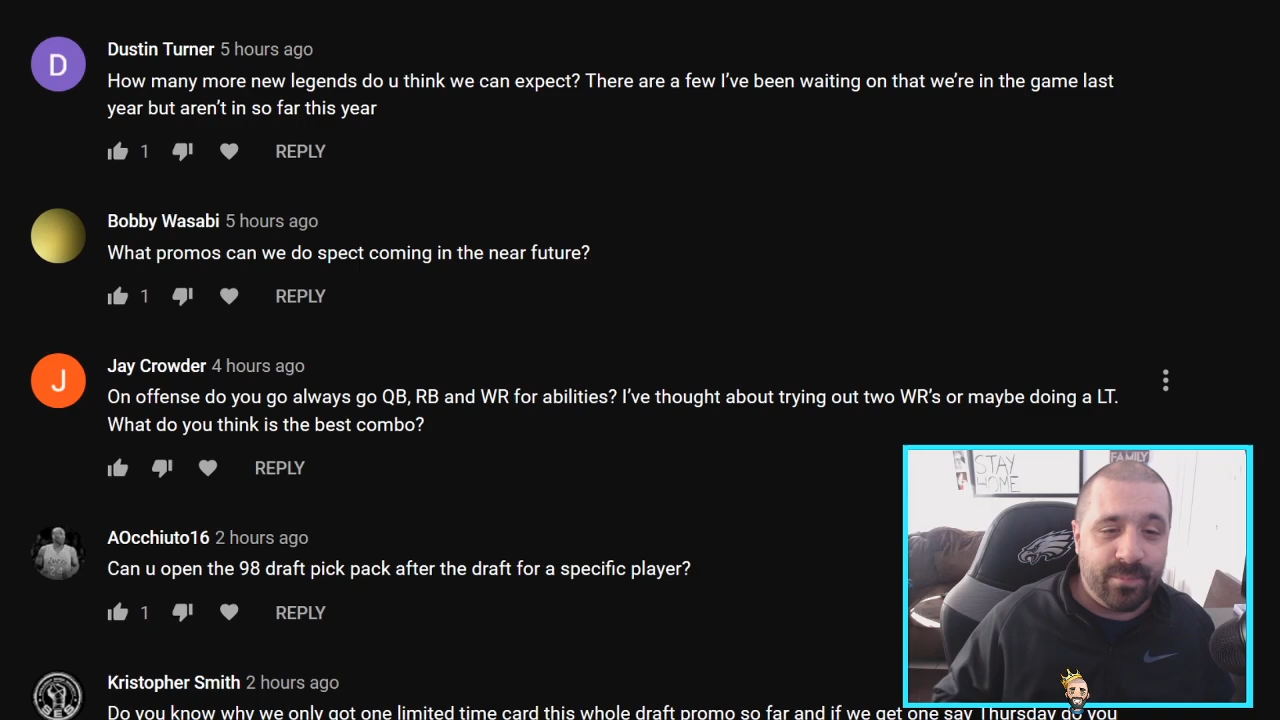 D
Dustin Turner 5 hours ago
How many more new legends do u think we can expect? There are a few I've been waiting on that we're in the game last
year but aren't in so far this year
1 REPLY
Bobby Wasabi 5 hours ago
What promos can we do spect coming in the near future?
1 REPLY
J
Jay Crowder 4 hours ago
On offense do you go always go QB, RB and WR for abilities? I've thought about trying out two WR's or maybe doing a LT.
What do you think is the best combo?
REPLY
STAY
HOME
FAMILY
AOcchiuto16 2 hours ago
Can u open the 98 draft pick pack after the draft for a specific player?
1 REPLY
Kristopher Smith 2 hours ago
Do you know why we only got one limited time card this whole draft promo so far and if we get one say Thursday do you